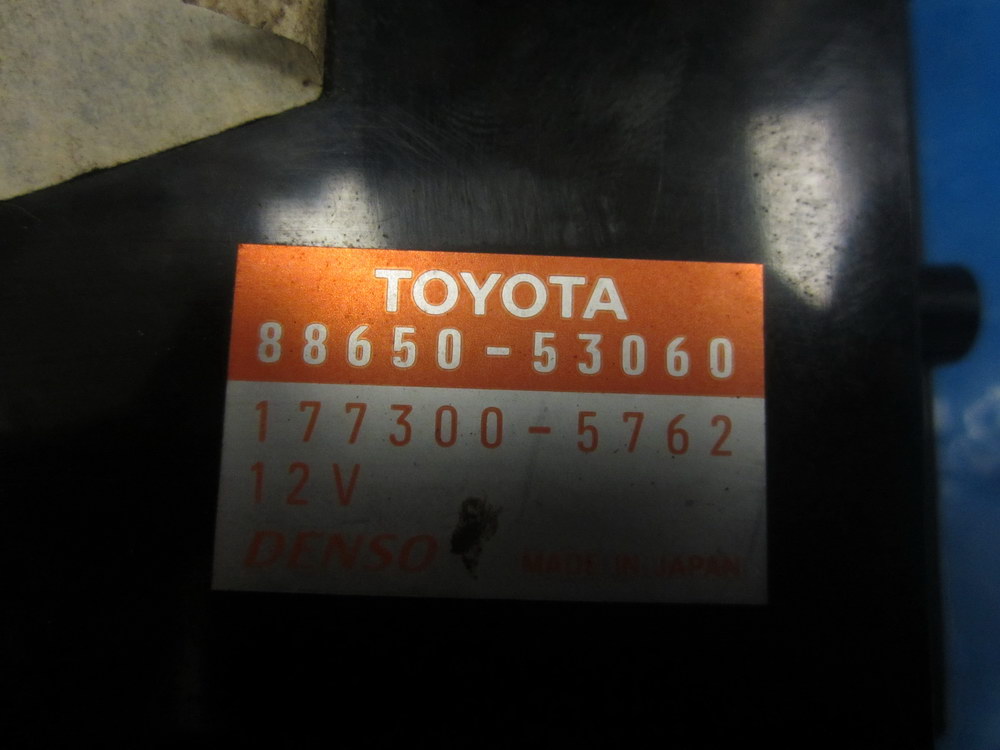 TOYOTA
88650-53060
177300-5762
12V
DENSO MADE IN JAPAN